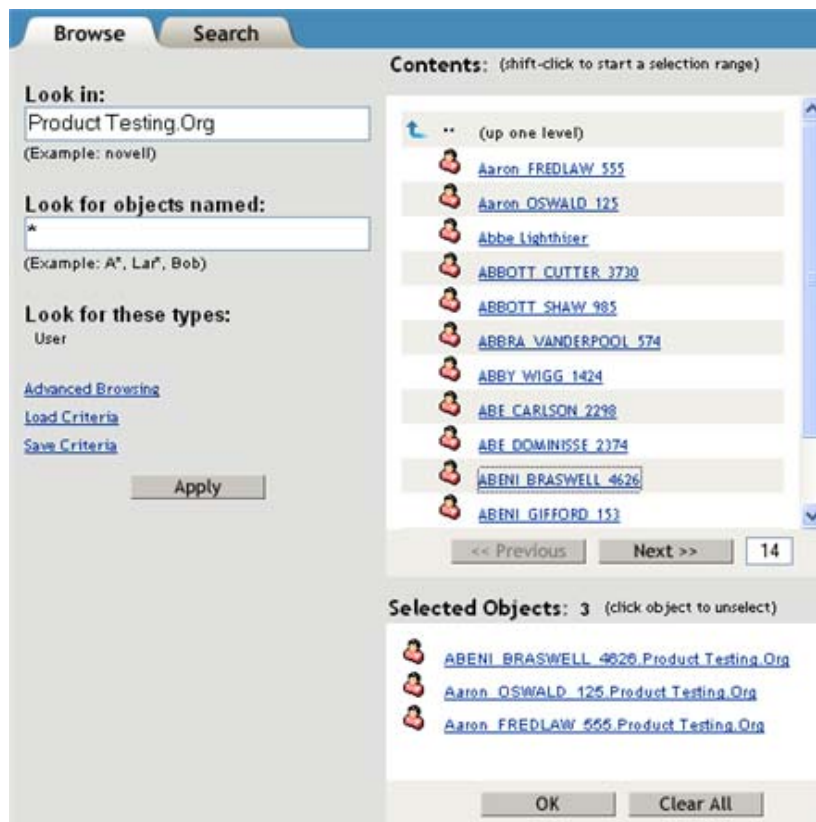 Browse Search
Look in:
Product Testing.Org
(Example: novell)
Look for objects named:
*
(Example: A*, Lar*, Bob)
Look for these types:
User
Advanced Browsing
Load Criteria
Save Criteria
Apply
Contents: (shift-click to start a selection range)
.. (up one level)
Aaron FREDLAW 555
Aaron OSWALD 125
Abbe Lighthiser
ABBOTT CUTTER 3730
ABBOTT SHAW 985
ABBRA VANDERPOOL 574
ABBY WIGG 1424
ABE CARLSON 2298
ABE DOMINISSE 2374
ABENI BRASWELL 4626
ABENI GIFFORD 153
<< Previous Next >> 14
Selected Objects: 3 (click object to unselect)
ABENI BRASWELL 4626.Product Testing.Org
Aaron OSWALD 125.Product Testing.Org
Aaron FREDLAW 555.Product Testing.Org
OK Clear All